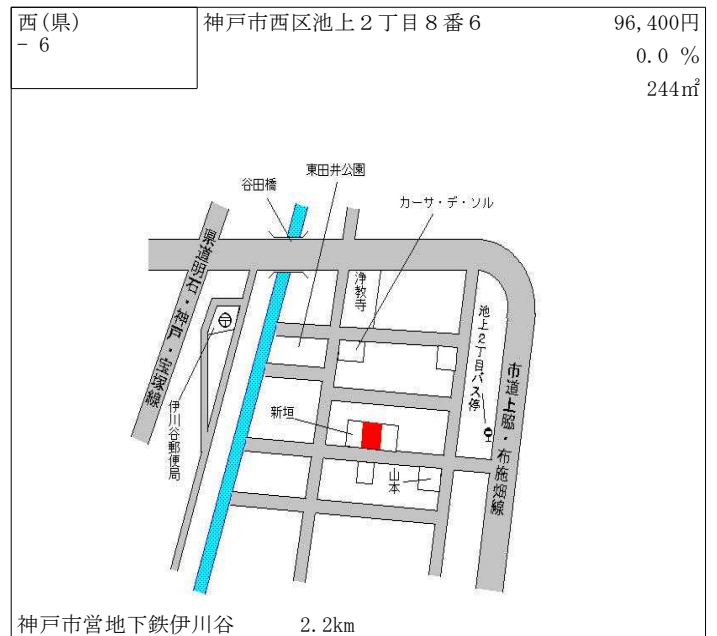 西(県)
- 6
神戸市西区池上２丁目８番６
96,400円
0.0 %
244㎡
東田井公園
谷田橋
カーサ・デ・ソル
県道明石・神戸・宝塚線
浄教寺
池上２丁目バス停
市道上脇・布施畑線
伊川谷郵便局
新垣
山本
神戸市営地下鉄伊川谷 2.2km